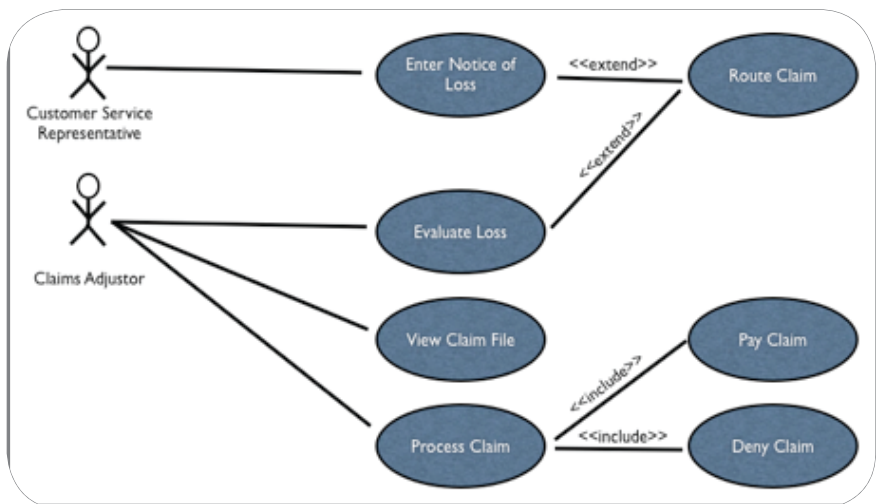 Customer Service
Representative
Enter Notice of
Loss
<<extend>>
Route Claim
<<extend>>
Claims Adjustor
Evaluate Loss
View Claim File
Pay Claim
<<include>>
Process Claim
<<include>>
Deny Claim